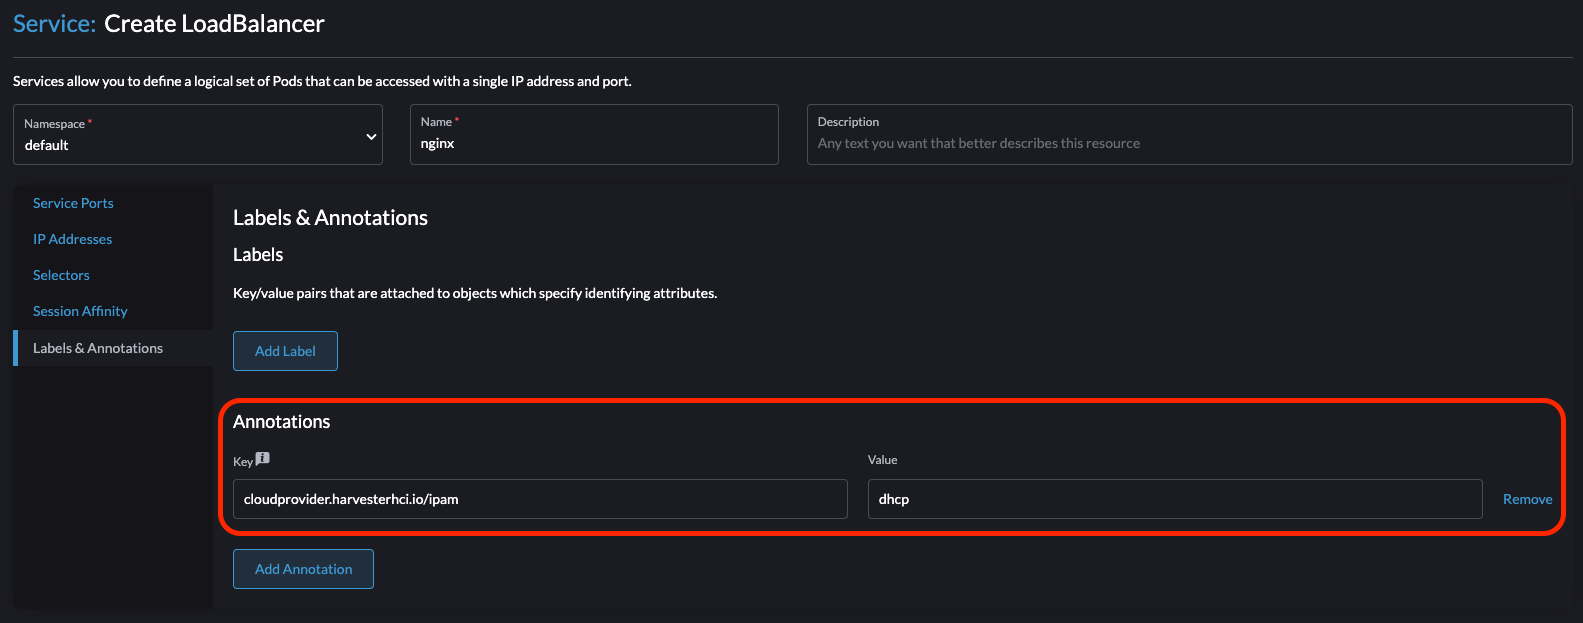 Service: Create LoadBalancer
Services allow you to define a logical set of Pods that can be accessed with a single IP address and port.
Namespace *
default
Name *
nginx
Description
Any text you want that better describes this resource
Service Ports
IP Addresses
Selectors
Session Affinity
Labels & Annotations
Labels & Annotations
Labels
Key/value pairs that are attached to objects which specify identifying attributes.
Add Label
Annotations
Key i
Value
cloudprovider.harvesterhci.io/ipam
dhcp
Remove
Add Annotation